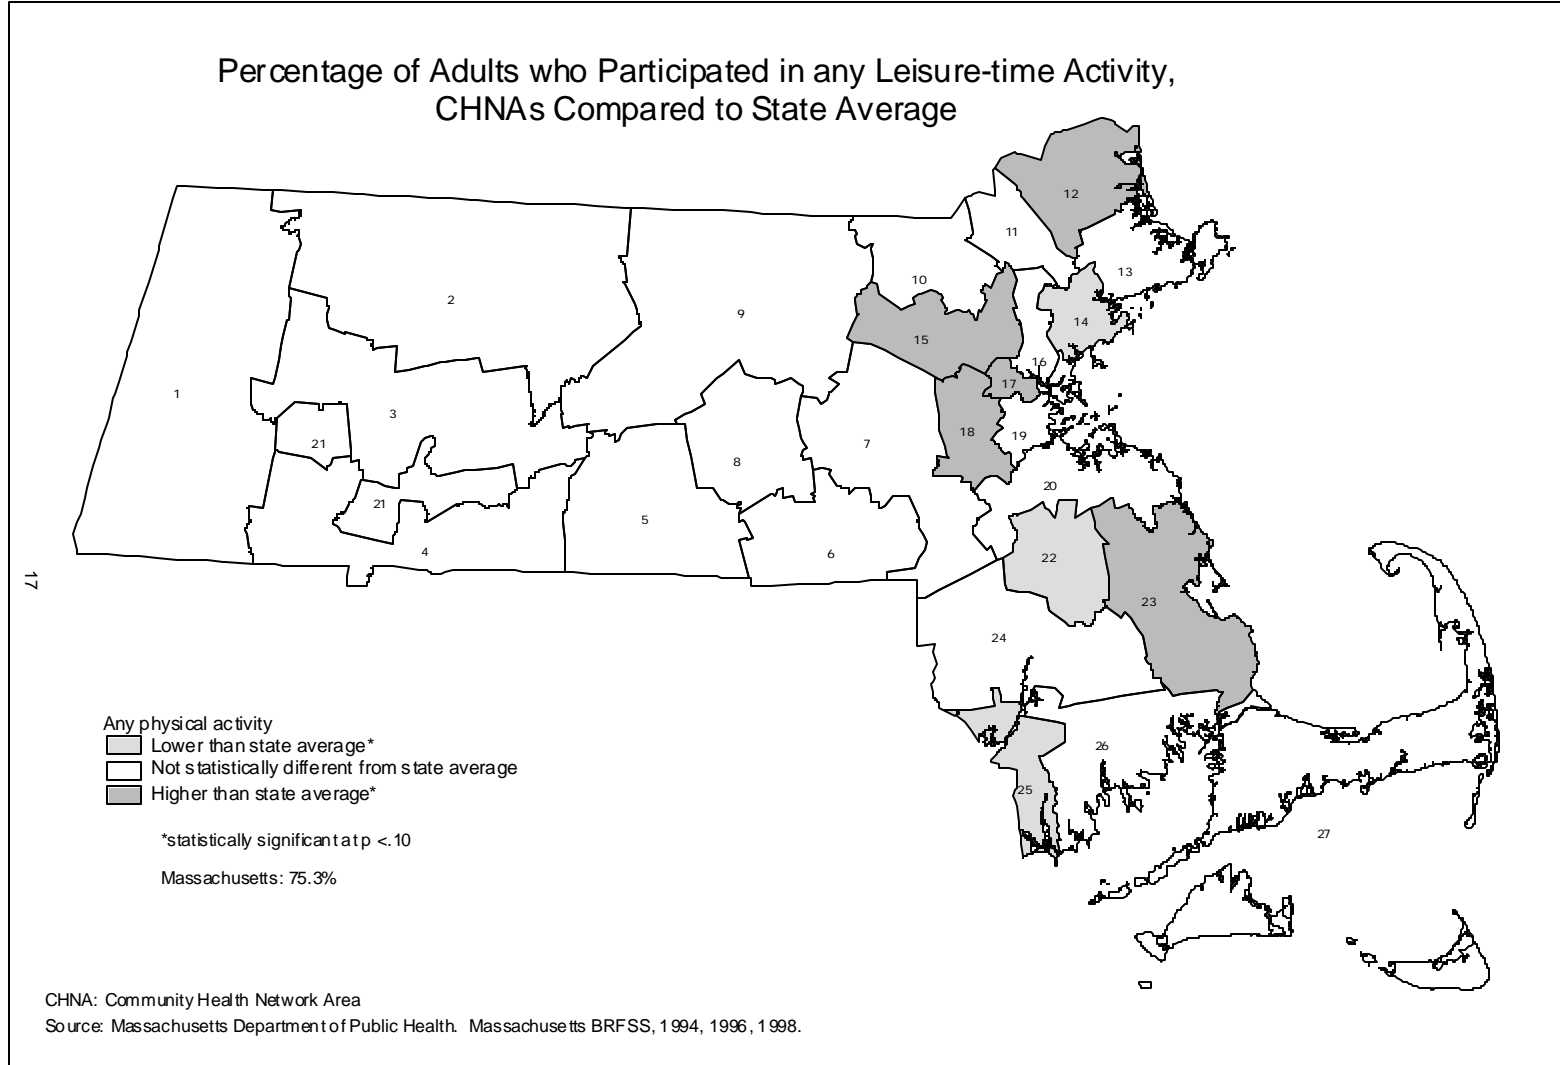 Percentage of Adults who Participated in any Leisure-time Activity,
CHNAs Compared to State Average
12
11
13
10
2
9
14
15
16
1
17
3
18
19
21
7
8
20
21
5
4
6
22
23
24
26
25
27
17
Any physical activity
Lower than state average*
Not statistically different from state average
Higher than state average*
*statistically significant at p <.10
Massachusetts: 75.3%
CHNA: Community Health Network Area
Source: Massachusetts Department of Public Health. Massachusetts BRFSS, 1994, 1996, 1998.